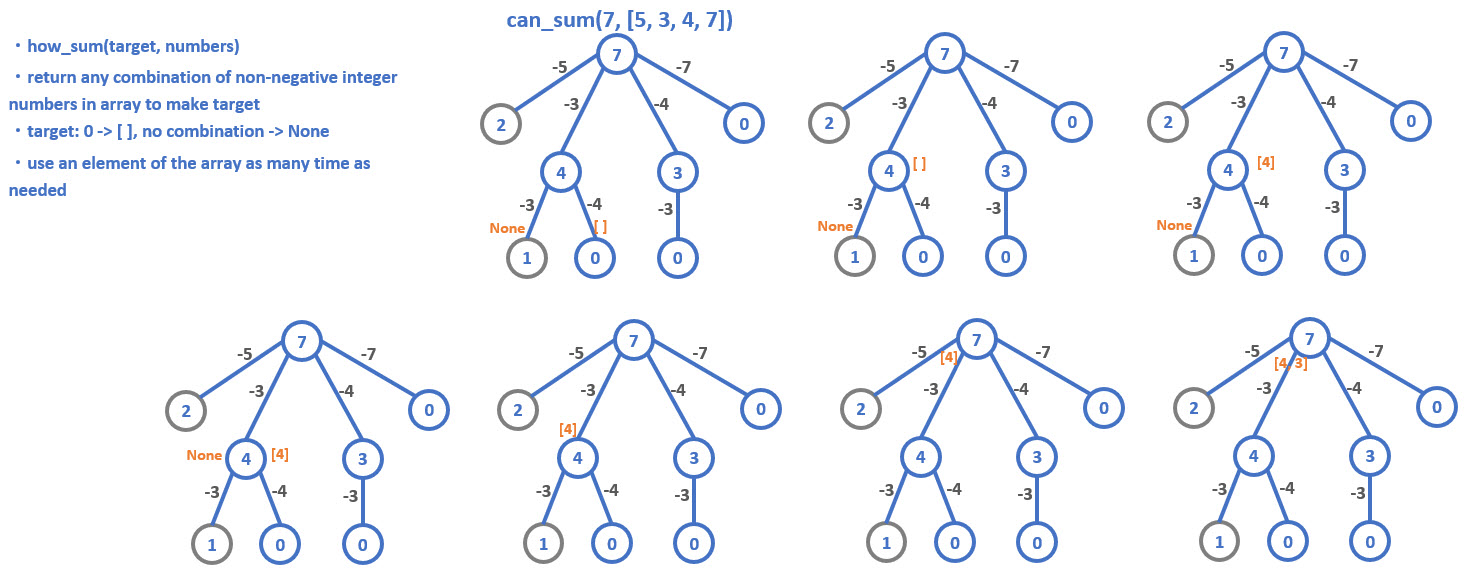 can_sum(7, [5, 3, 4, 7])
・how_sum(target, numbers)
・return any combination of non-negative integer
numbers in array to make target
・target: 0 -> [ ], no combination -> None
・use an element of the array as many time as
needed
7
-5 -3 -4 -7
2 4 3 0
-3 -4 -3
None [ ]
1 0 0
7
-5 -3 -4 -7
2 4 [ ] 3 0
-3 -4 -3
None
1 0 0
7
-5 -3 -4 -7
2 4 [4] 3 0
-3 -4 -3
None
1 0 0
7
-5 -3 -4 -7
2 0
None 4 [4] 3
-3 -4 -3
1 0 0
7
-5 -3 -4 -7
2 0
[4]
4 3
-3 -4 -3
1 0 0
7
-5 [4] -7
-3 -4
2 0
4 3
-3 -4 -3
1 0 0
7
-5 [4, 3] -7
-3 -4
2 0
4 3
-3 -4 -3
1 0 0